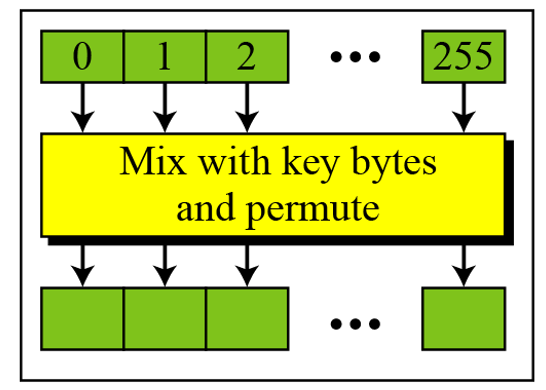 0 1 2 ••• 255
Mix with key bytes
and permute
•••